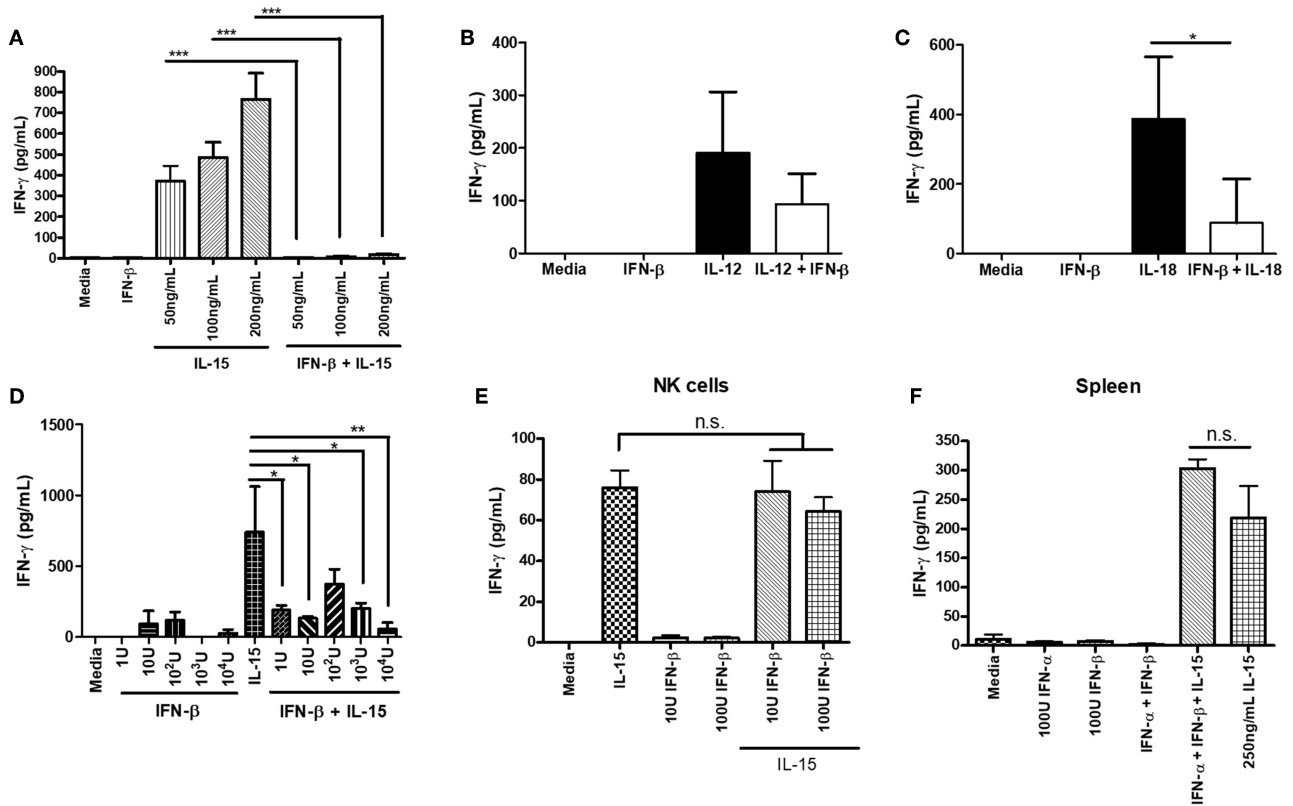 A
***
***
***
IFN-γ (pg/mL)
900
800
700
600
500
400
300
200
100
0
Media
IFN-β
50ng/mL
100ng/mL
200ng/mL
50ng/mL
100ng/mL
200ng/mL
IL-15
IFN-β + IL-15
B
IFN-γ (pg/mL)
400
300
200
100
0
Media
IFN-β
IL-12
IL-12 + IFN-β
C
*
IFN-γ (pg/mL)
600
400
200
0
Media
IFN-β
IL-18
IFN-β + IL-18
D
**
*
*
*
IFN-γ (pg/mL)
1500
1000
500
0
Media
1U
10U
10²U
10³U
10⁴U
IL-15
1U
10U
10²U
10³U
10⁴U
IFN-β
IFN-β + IL-15
E
NK cells
n.s.
IFN-γ (pg/mL)
100
80
60
40
20
0
Media
IL-15
10U IFN-β
100U IFN-β
10U IFN-β
100U IFN-β
IL-15
F
Spleen
n.s.
IFN-γ (pg/mL)
350
300
250
200
150
100
50
0
Media
100U IFN-α
100U IFN-β
IFN-α + IFN-β
IFN-α + IFN-β + IL-15
250ng/mL IL-15